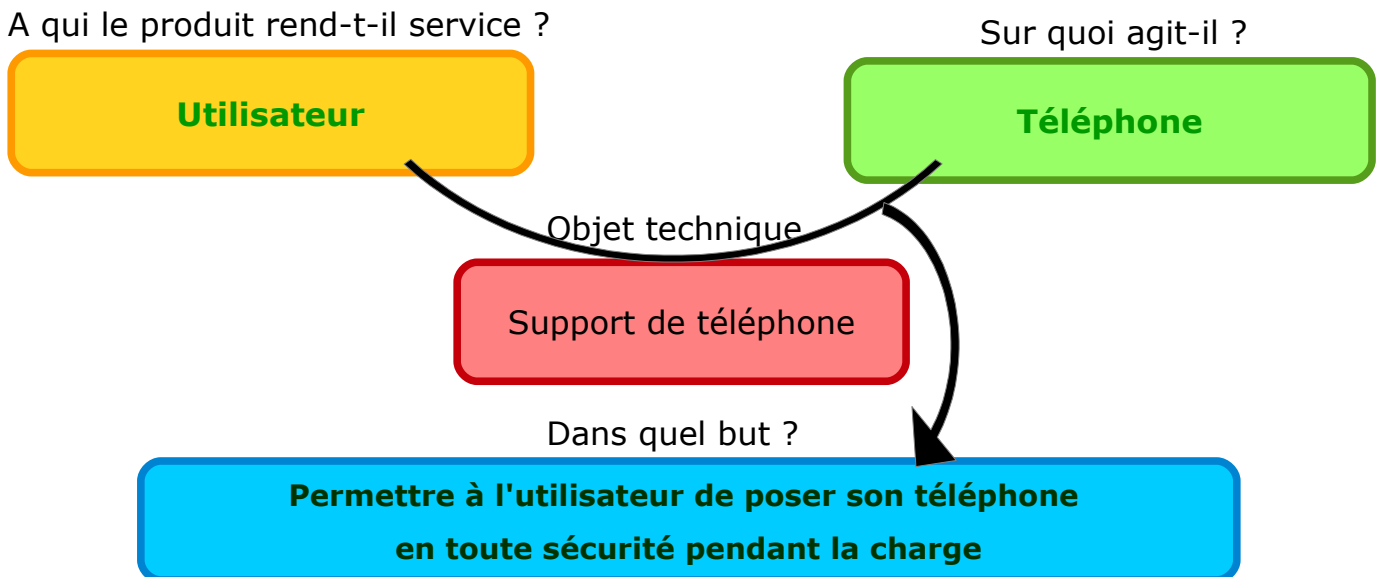 A qui le produit rend-t-il service ?
Sur quoi agit-il ?
Utilisateur
Téléphone
Objet technique
Support de téléphone
Dans quel but ?
Permettre à l'utilisateur de poser son téléphone
en toute sécurité pendant la charge